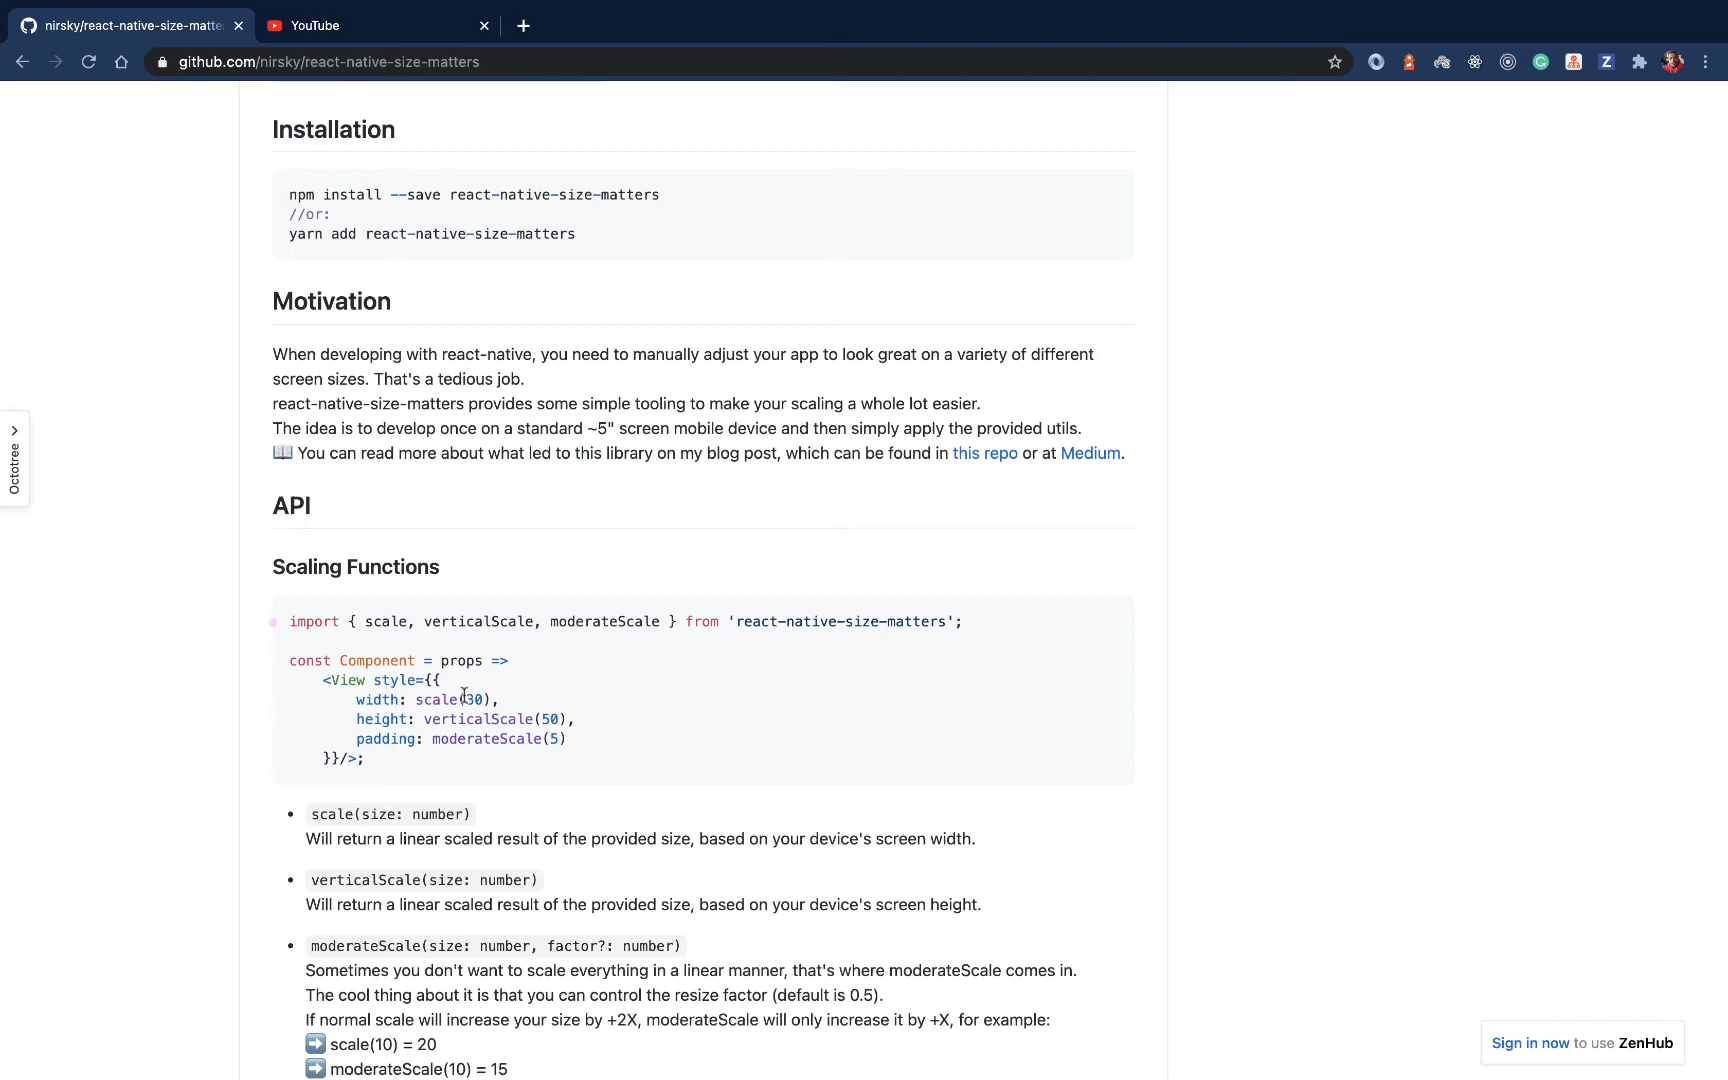 nirsky/react-native-size-matte
YouTube
github.com/nirsky/react-native-size-matters
Z
Installation
npm install --save react-native-size-matters
//or:
yarn add react-native-size-matters
Motivation
When developing with react-native, you need to manually adjust your app to look great on a variety of different
screen sizes. That's a tedious job.
react-native-size-matters provides some simple tooling to make your scaling a whole lot easier.
The idea is to develop once on a standard ~5" screen mobile device and then simply apply the provided utils.
📖 You can read more about what led to this library on my blog post, which can be found in this repo or at Medium.
Octotree
API
Scaling Functions
import { scale, verticalScale, moderateScale } from 'react-native-size-matters';
const Component = props =>
<View style={{
width: scale(30),
height: verticalScale(50),
padding: moderateScale(5)
}}/>;
• scale(size: number)
Will return a linear scaled result of the provided size, based on your device's screen width.
• verticalScale(size: number)
Will return a linear scaled result of the provided size, based on your device's screen height.
• moderateScale(size: number, factor?: number)
Sometimes you don't want to scale everything in a linear manner, that's where moderateScale comes in.
The cool thing about it is that you can control the resize factor (default is 0.5).
If normal scale will increase your size by +2X, moderateScale will only increase it by +X, for example:
➡️ scale(10) = 20
➡️ moderateScale(10) = 15
Sign in now to use ZenHub